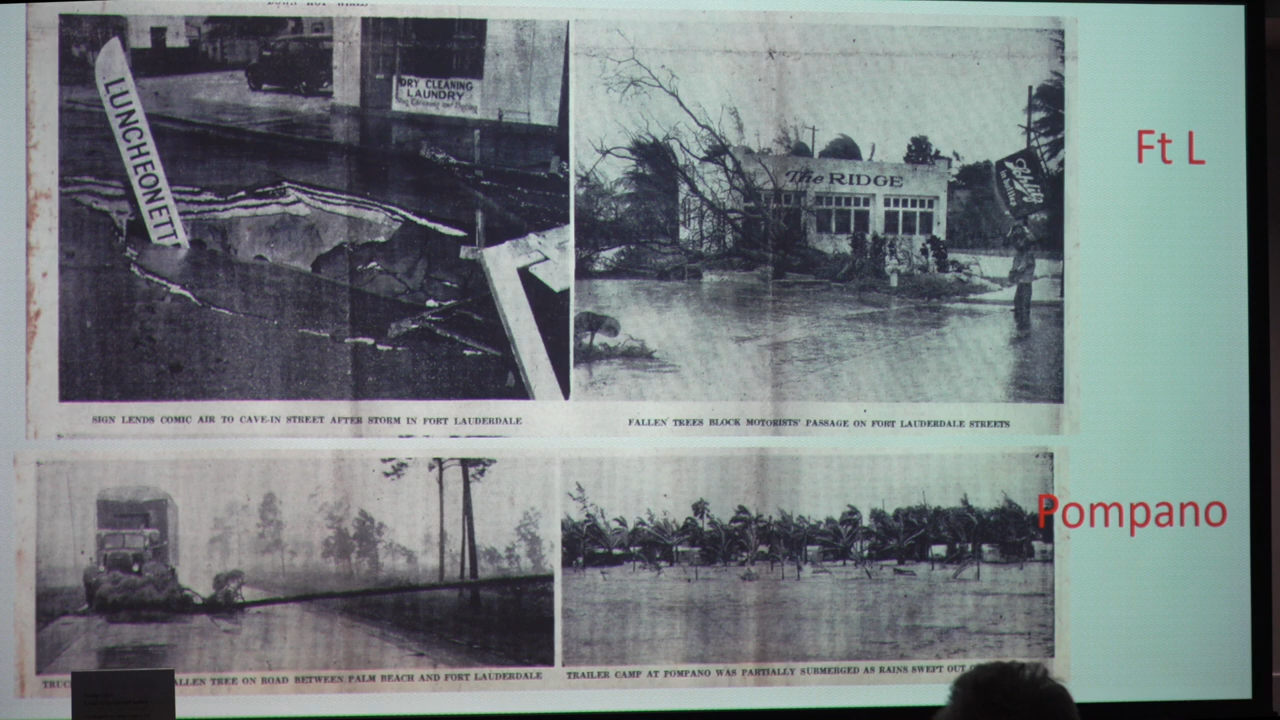 LUNCHEONETT
DRY CLEANING
LAUNDRY
The RIDGE
SIGN LENDS COMIC AIR TO CAVE-IN STREET AFTER STORM IN FORT LAUDERDALE
FALLEN TREES BLOCK MOTORISTS' PASSAGE ON FORT LAUDERDALE STREETS
Ft L
Pompano
ALLEN TREE ON ROAD BETWEEN PALM BEACH AND FORT LAUDERDALE
TRAILER CAMP AT POMPANO WAS PARTIALLY SUBMERGED AS RAINS SWEPT OUT